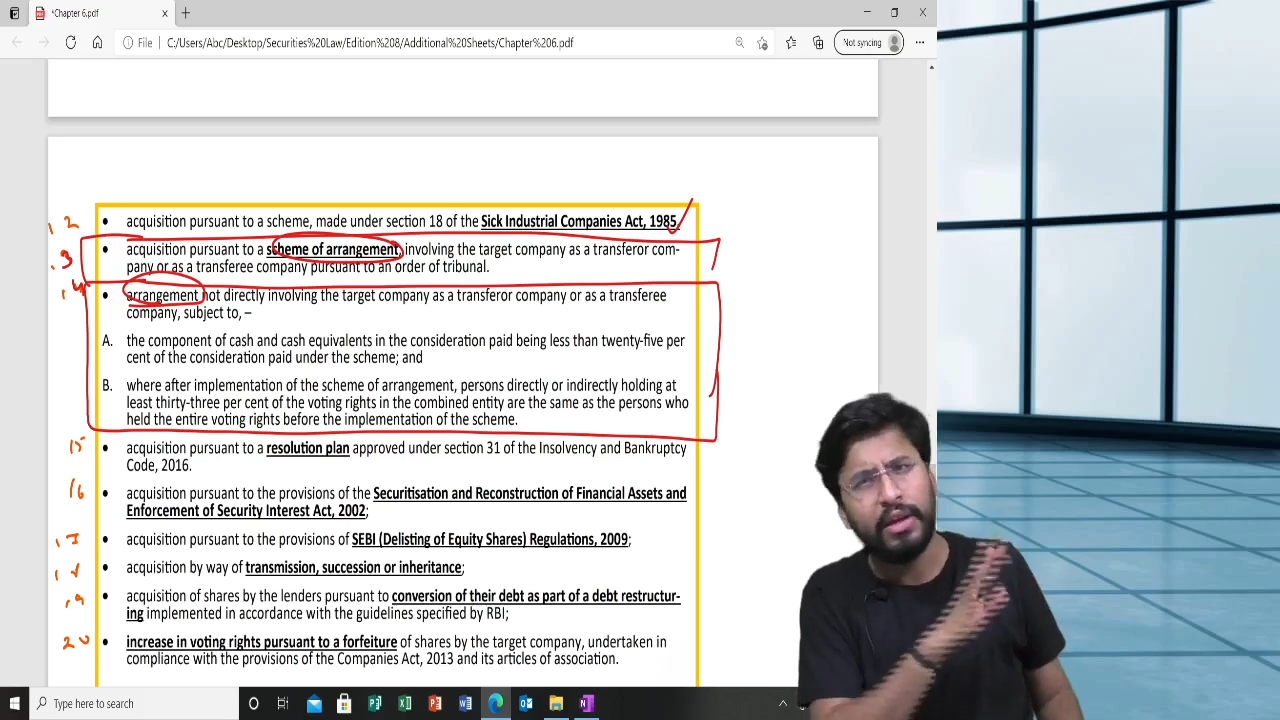 *Chapter 6.pdf
File C:/Users/Abc/Desktop/Securities%20Law/Edition%208/Additional%20Sheets/Chapter%206.pdf
Not syncing
12 • acquisition pursuant to a scheme, made under section 18 of the Sick Industrial Companies Act, 1985.
13 • acquisition pursuant to a scheme of arrangement, involving the target company as a transferor com-
pany or as a transferee company pursuant to an order of tribunal.
14 • arrangement not directly involving the target company as a transferor company or as a transferee
company, subject to, –
A. the component of cash and cash equivalents in the consideration paid being less than twenty-five per
cent of the consideration paid under the scheme; and
B. where after implementation of the scheme of arrangement, persons directly or indirectly holding at
least thirty-three per cent of the voting rights in the combined entity are the same as the persons who
held the entire voting rights before the implementation of the scheme.
15 • acquisition pursuant to a resolution plan approved under section 31 of the Insolvency and Bankruptcy
Code, 2016.
16 • acquisition pursuant to the provisions of the Securitisation and Reconstruction of Financial Assets and
Enforcement of Security Interest Act, 2002;
17 • acquisition pursuant to the provisions of SEBI (Delisting of Equity Shares) Regulations, 2009;
18 • acquisition by way of transmission, succession or inheritance;
19 • acquisition of shares by the lenders pursuant to conversion of their debt as part of a debt restructur-
ing implemented in accordance with the guidelines specified by RBI;
20 • increase in voting rights pursuant to a forfeiture of shares by the target company, undertaken in
compliance with the provisions of the Companies Act, 2013 and its articles of association.
Type here to search